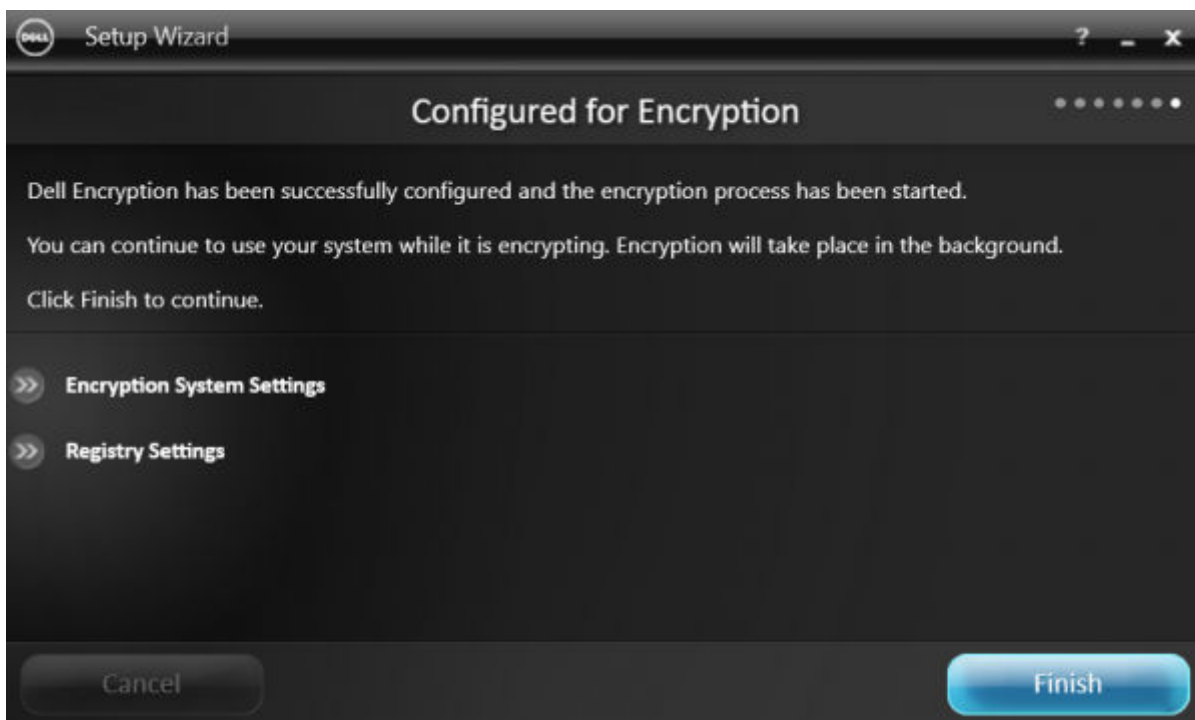 DELL Setup Wizard ? _ x
Configured for Encryption
Dell Encryption has been successfully configured and the encryption process has been started.
You can continue to use your system while it is encrypting. Encryption will take place in the background.
Click Finish to continue.
>> Encryption System Settings
>> Registry Settings
Cancel Finish